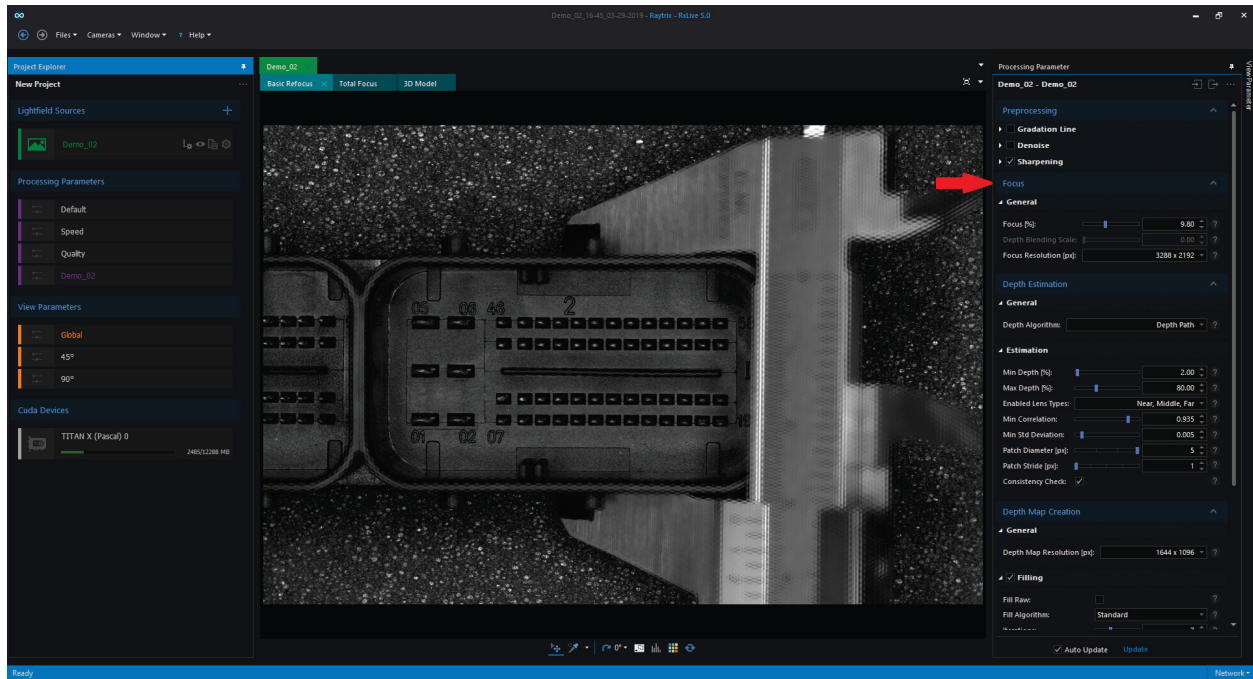 Demo_02_16-45_03-29-2019 - Raytrix - RxLive 5.0
Files Cameras Window ? Help
Project Explorer
New Project
Lightfield Sources
Demo_02
Processing Parameters
Default
Speed
Quality
Demo_02
View Parameters
Global
45°
90°
Cuda Devices
TITAN X (Pascal) 0
2485/12288 MB
Demo_02
Basic Refocus Total Focus 3D Model
05 06 46 2
01 02 07
0°
Processing Parameter
Demo_02 - Demo_02
Preprocessing
Gradation Line
Denoise
Sharpening
Focus
General
Focus [%]: 9.80 ?
Depth Blending Scale: 0.00 ?
Focus Resolution [px]: 3288 x 2192 ?
Depth Estimation
General
Depth Algorithm: Depth Path ?
Estimation
Min Depth [%]: 2.00 ?
Max Depth [%]: 80.00 ?
Enabled Lens Types: Near, Middle, Far ?
Min Correlation: 0.935 ?
Min Std Deviation: 0.005 ?
Patch Diameter [px]: 5 ?
Patch Stride [px]: 1 ?
Consistency Check: ?
Depth Map Creation
General
Depth Map Resolution [px]: 1644 x 1096 ?
Filling
Fill Raw: ?
Fill Algorithm: Standard ?
Auto Update Update
View Parameter
Ready
Network